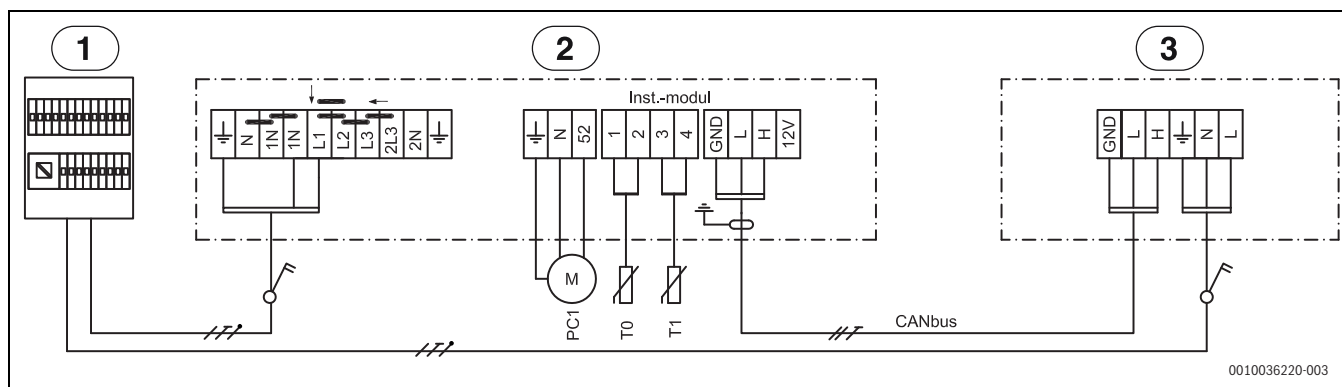 1
2
3
Inst.-modul
N
1N
1N
L1
L2
L3
2L3
2N
N
52
1
2
3
4
GND
L
H
12V
GND
L
H
N
L
M
PC1
T0
T1
CANbus
0010036220-003